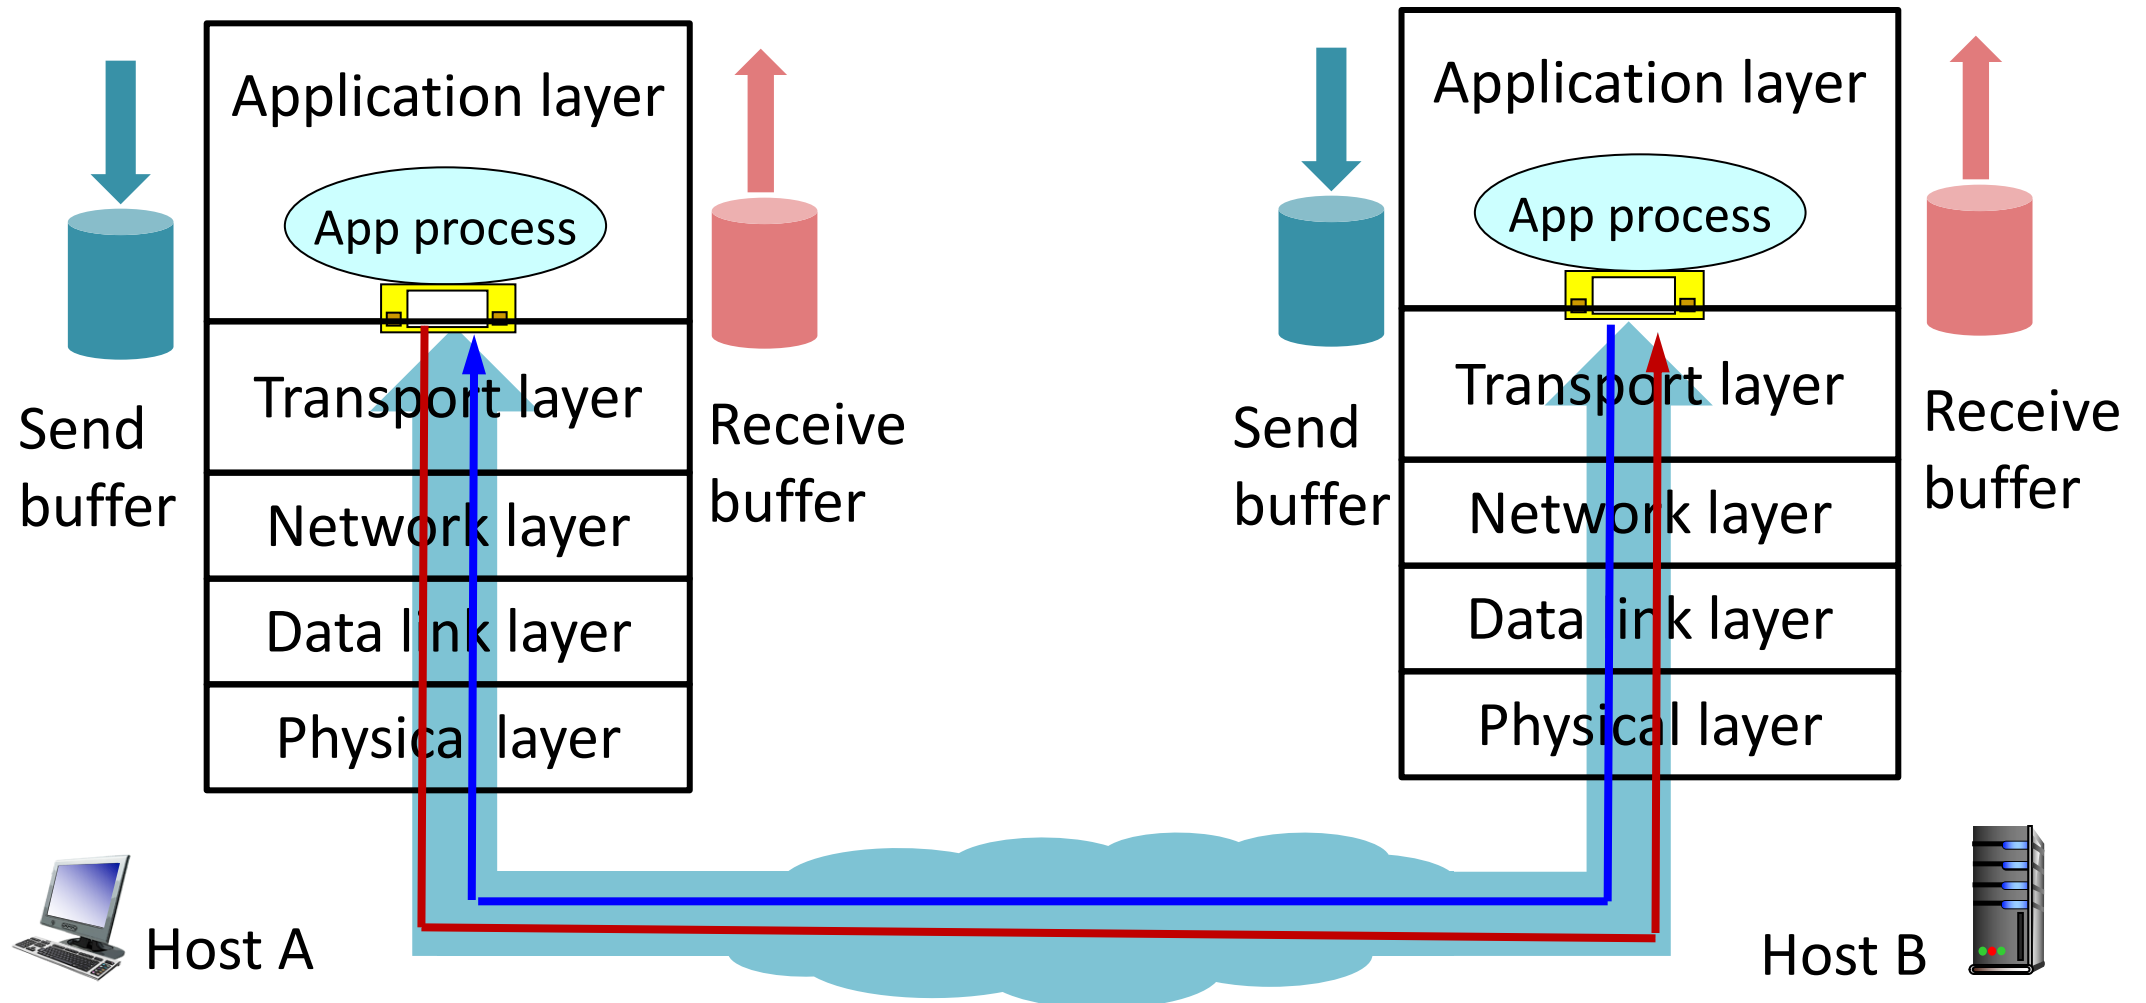 Application layer
App process
Send
buffer
Transport layer
Receive
buffer
Network layer
Data link layer
Physical layer
Host A
Application layer
App process
Send
buffer
Transport layer
Receive
buffer
Network layer
Data link layer
Physical layer
Host B